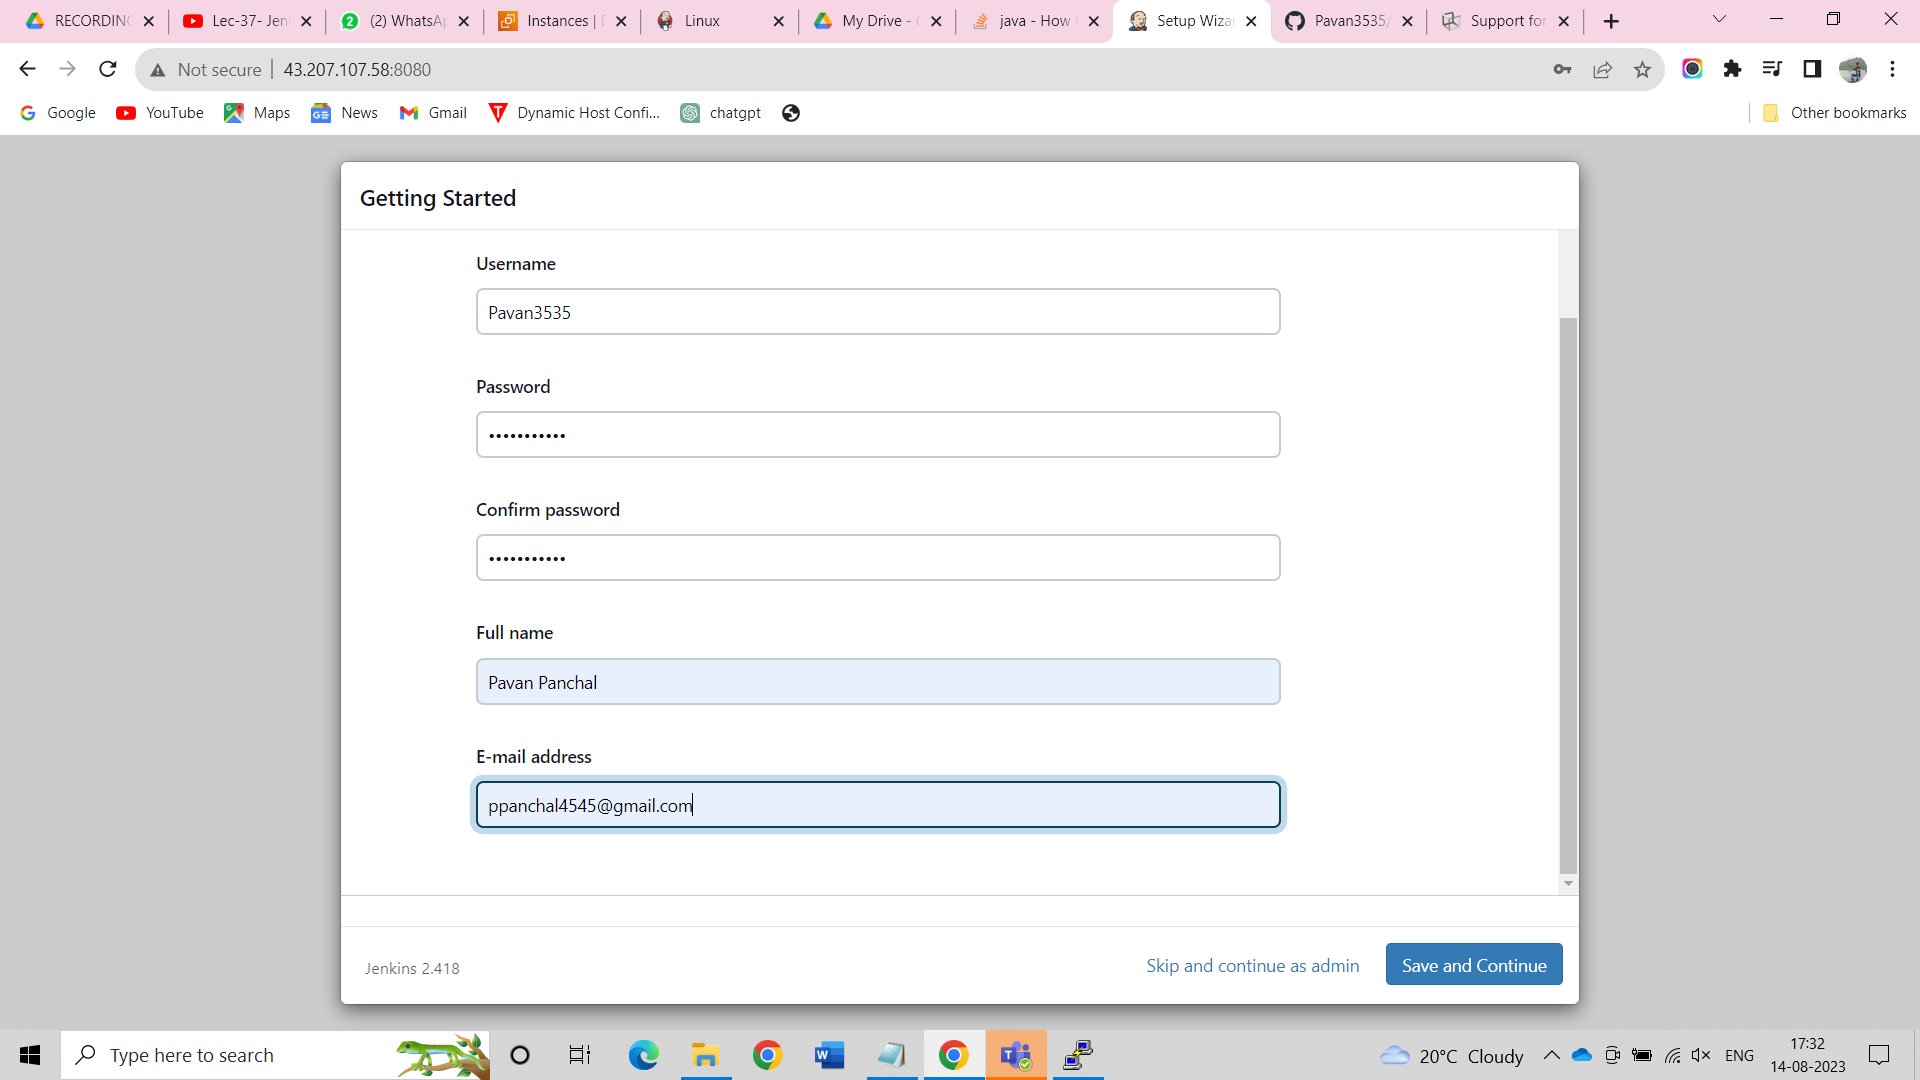 RECORDING
Lec-37- Jen
(2) WhatsAp
Instances | E
Linux
My Drive -
java - How
Setup Wizar
Pavan3535/
Support for
Not secure
43.207.107.58:8080
Google
YouTube
Maps
News
Gmail
Dynamic Host Confi...
chatgpt
Other bookmarks
Getting Started
Username
Pavan3535
Password
•••••••••••
Confirm password
•••••••••••
Full name
Pavan Panchal
E-mail address
ppanchal4545@gmail.com
Jenkins 2.418
Skip and continue as admin
Save and Continue
Type here to search
20°C Cloudy
ENG
17:32
14-08-2023